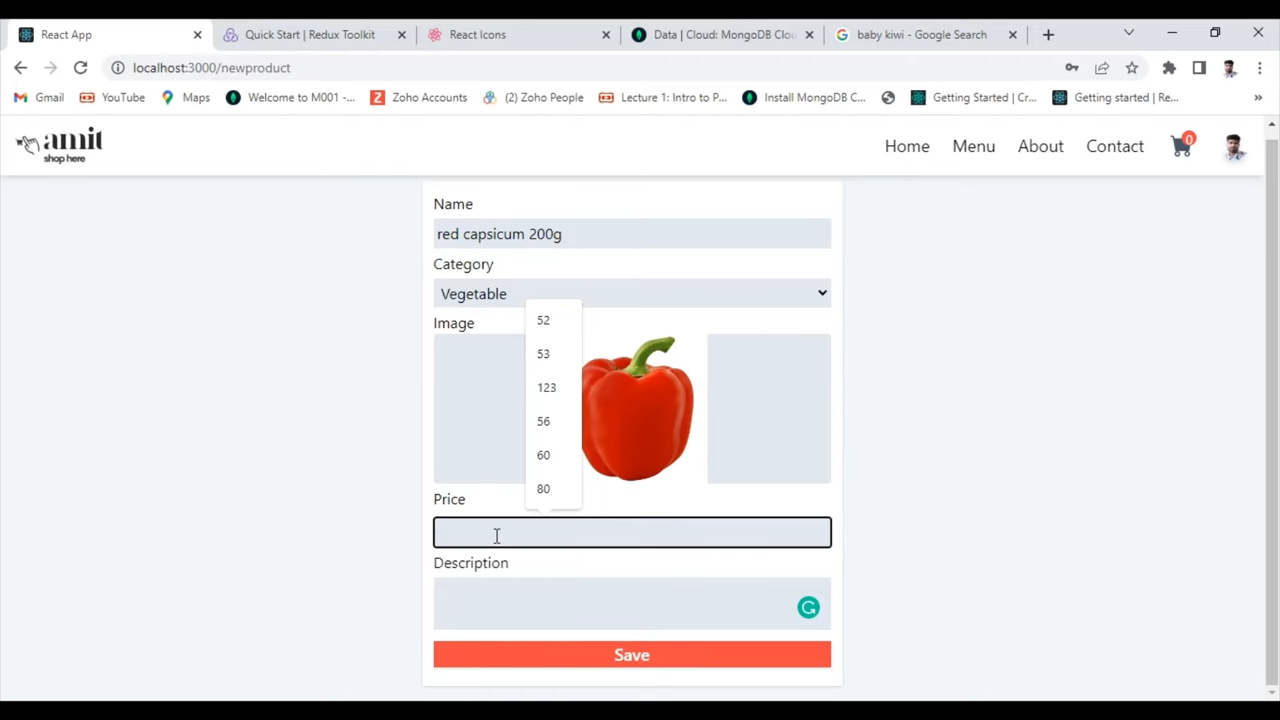 React App
Quick Start | Redux Toolkit
React Icons
Data | Cloud: MongoDB Clou
baby kiwi - Google Search
localhost:3000/newproduct
Gmail
YouTube
Maps
Welcome to M001 -...
Zoho Accounts
(2) Zoho People
Lecture 1: Intro to P...
Install MongoDB C...
Getting Started | Cr...
Getting started | Re...
amit
shop here
Home
Menu
About
Contact
0
Name
red capsicum 200g
Category
Vegetable
Image
52
53
123
56
60
80
Price
Description
Save